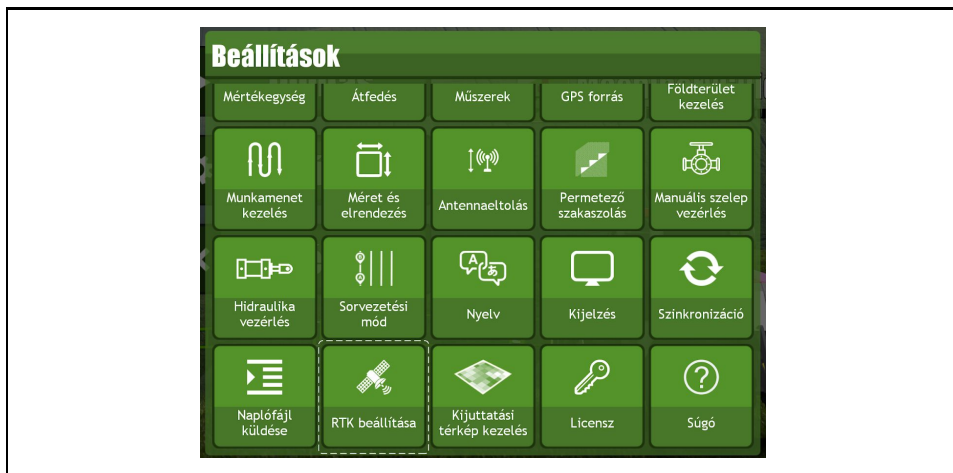 Beállítások
Mértékegység
Átfedés
Műszerek
GPS forrás
Földterület
kezelés
Munkamenet
kezelés
Méret és
elrendezés
Antennaeltolás
Permetező
szakaszolás
Manuális szelep
vezérlés
Hidraulika
vezérlés
Sorvezetési
mód
A
あ
Nyelv
Kijelzés
Szinkronizáció
Naplófájl
küldése
RTK beállítása
Kijuttatási
térkép kezelés
Licensz
?
Súgó